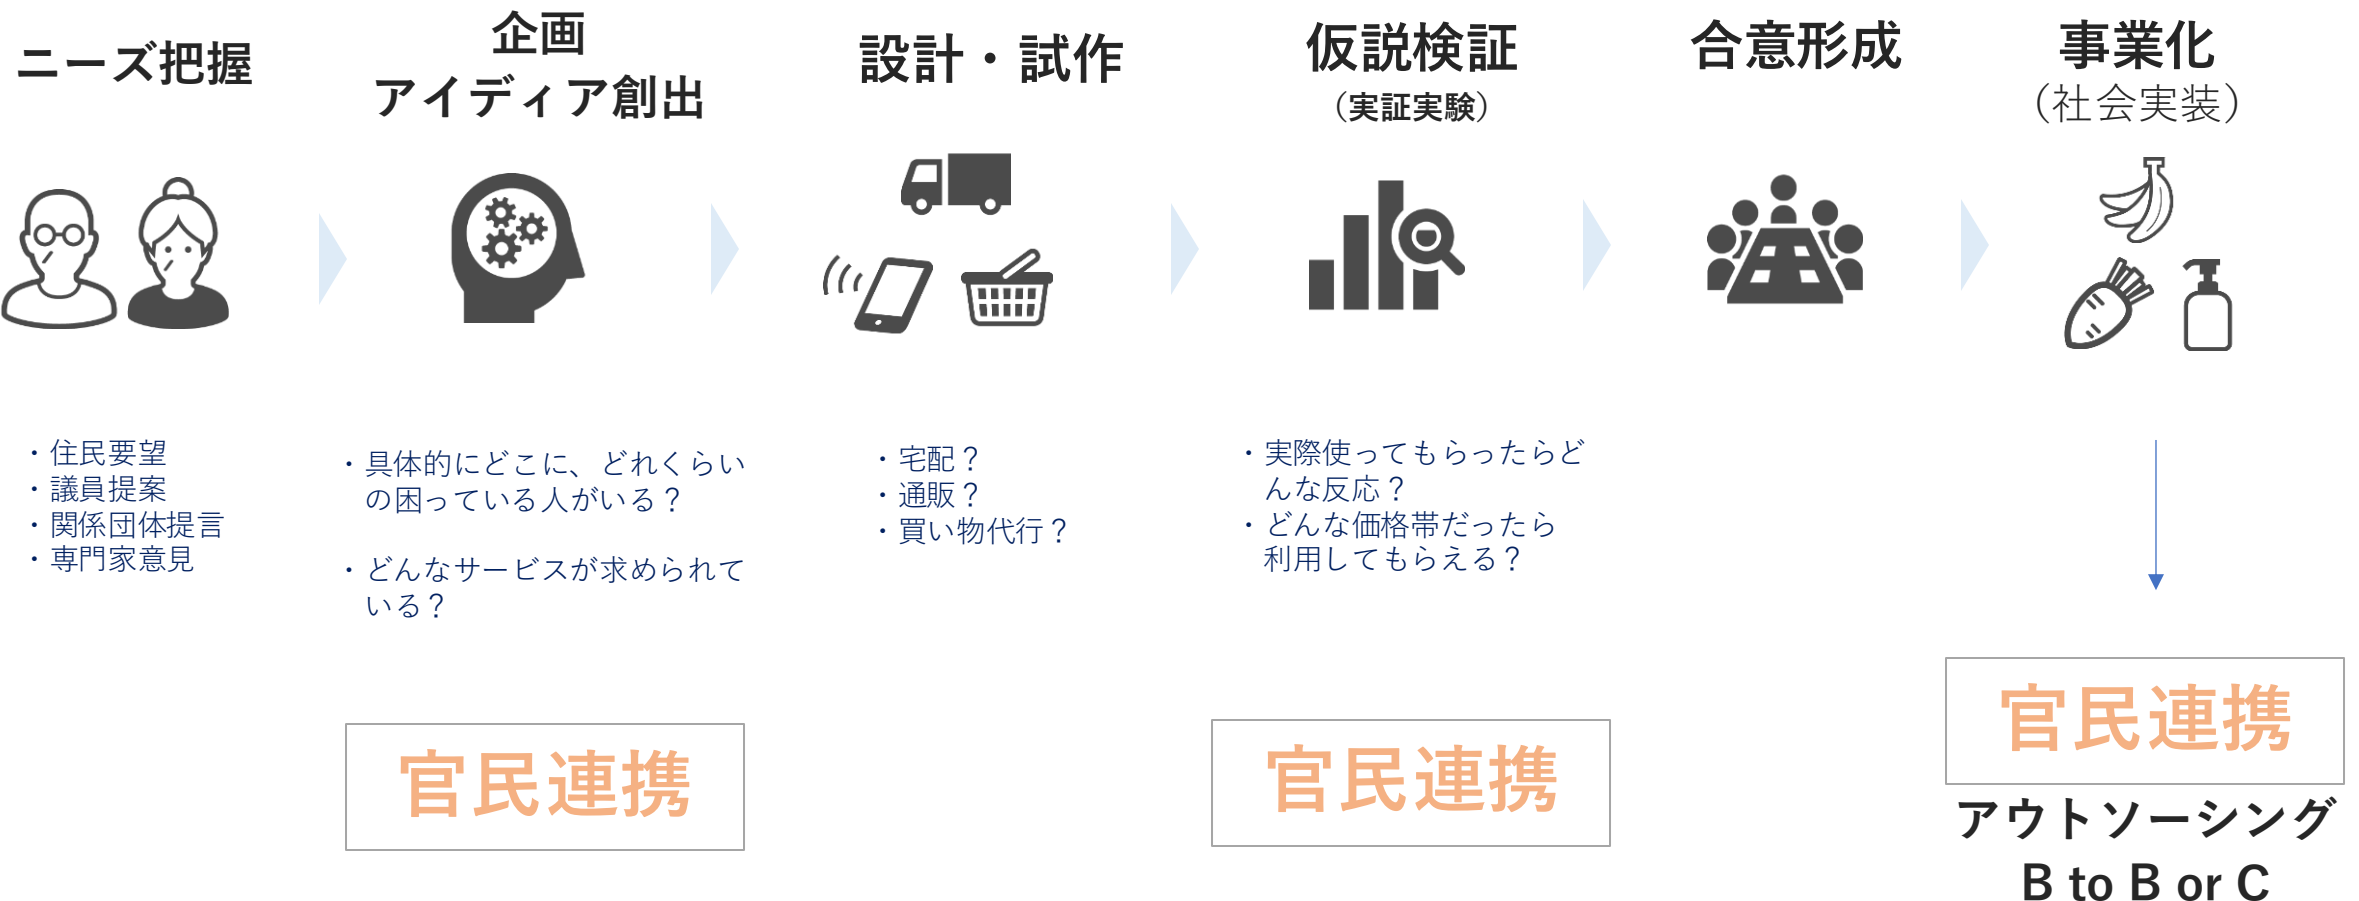 ニーズ把握
企画
アイディア創出
設計・試作
仮説検証
（実証実験）
合意形成
事業化
（社会実装）
・住民要望
・議員提案
・関係団体提言
・専門家意見
・具体的にどこに、どれくらい
の困っている人がいる？
・どんなサービスが求められて
いる？
・宅配？
・通販？
・買い物代行？
・実際使ってもらったらど
んな反応？
・どんな価格帯だったら
利用してもらえる？
官民連携
官民連携
官民連携
アウトソーシング
B to B or C